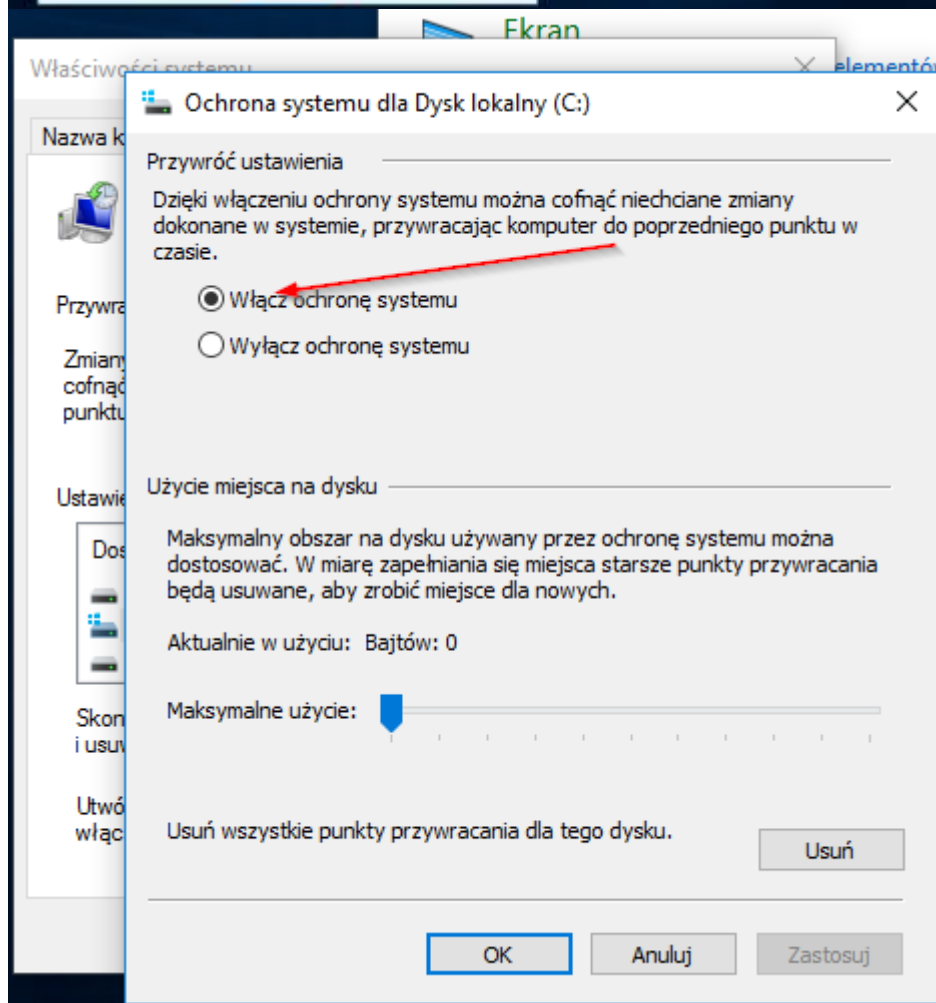 Ekran
Właściwości systemu
elementów
Ochrona systemu dla Dysk lokalny (C:)
Nazwa k
Przywróć ustawienia
Dzięki włączeniu ochrony systemu można cofnąć niechciane zmiany
dokonane w systemie, przywracając komputer do poprzedniego punktu w
czasie.
Włącz ochronę systemu
Wyłącz ochronę systemu
Przywra
Zmiany
cofnąć
punktu
Użycie miejsca na dysku
Ustawie
Maksymalny obszar na dysku używany przez ochronę systemu można
dostosować. W miarę zapełniania się miejsca starsze punkty przywracania
będą usuwane, aby zrobić miejsce dla nowych.
Dos
Aktualnie w użyciu: Bajtów: 0
Maksymalne użycie:
Skon
i usuw
Utwó
włąc
Usuń wszystkie punkty przywracania dla tego dysku.
Usuń
OK
Anuluj
Zastosuj